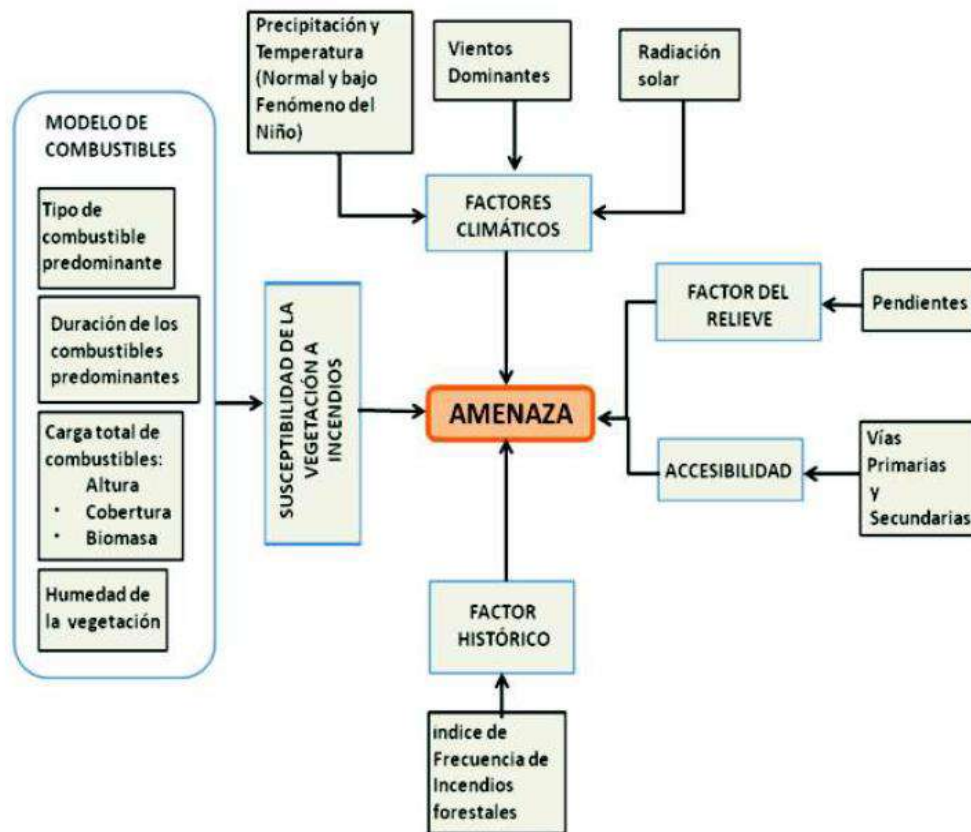 Precipitación y
Temperatura
(Normal y bajo
Fenómeno del
Niño)
Vientos
Dominantes
Radiación
solar
MODELO DE
COMBUSTIBLES
Tipo de
combustible
predominante
Duración de los
combustibles
predominantes
Carga total de
combustibles:
Altura
• Cobertura
• Biomasa
Humedad de
la vegetación
SUSCEPTIBILIDAD DE LA
VEGETACIÓN A
INCENDIOS
FACTORES
CLIMÁTICOS
AMENAZA
FACTOR DEL
RELIEVE
Pendientes
ACCESIBILIDAD
Vías
Primarias
y
Secundarias
FACTOR
HISTÓRICO
indice de
Frecuencia de
Incendios
forestales